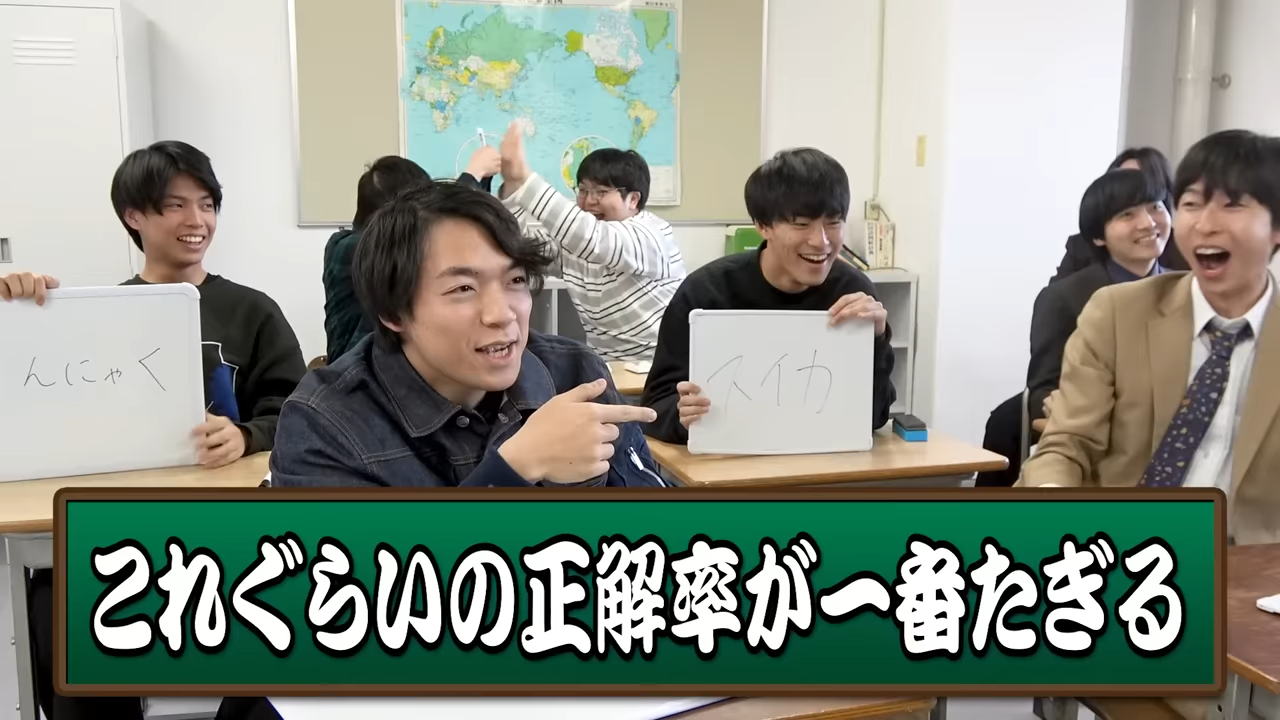 んにゃく
スイカ
これぐらいの正解率が一番たぎる